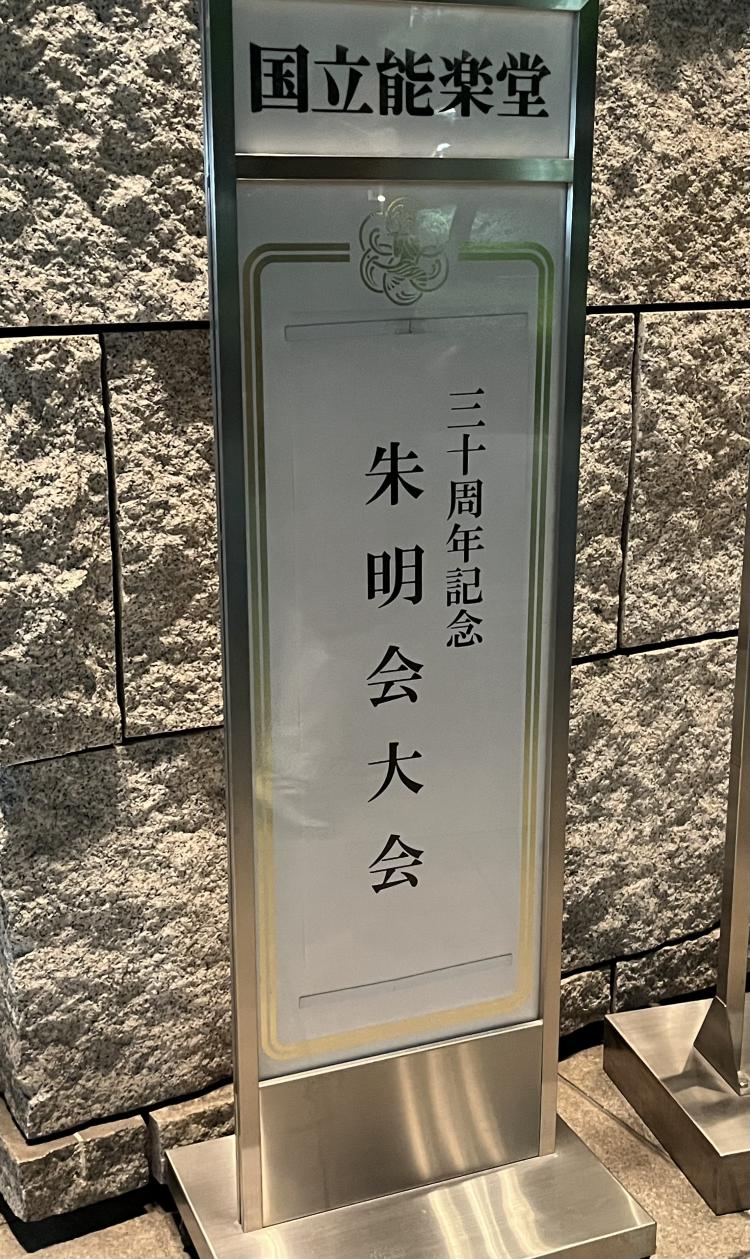 国立能楽堂
三十周年記念
朱明会大会